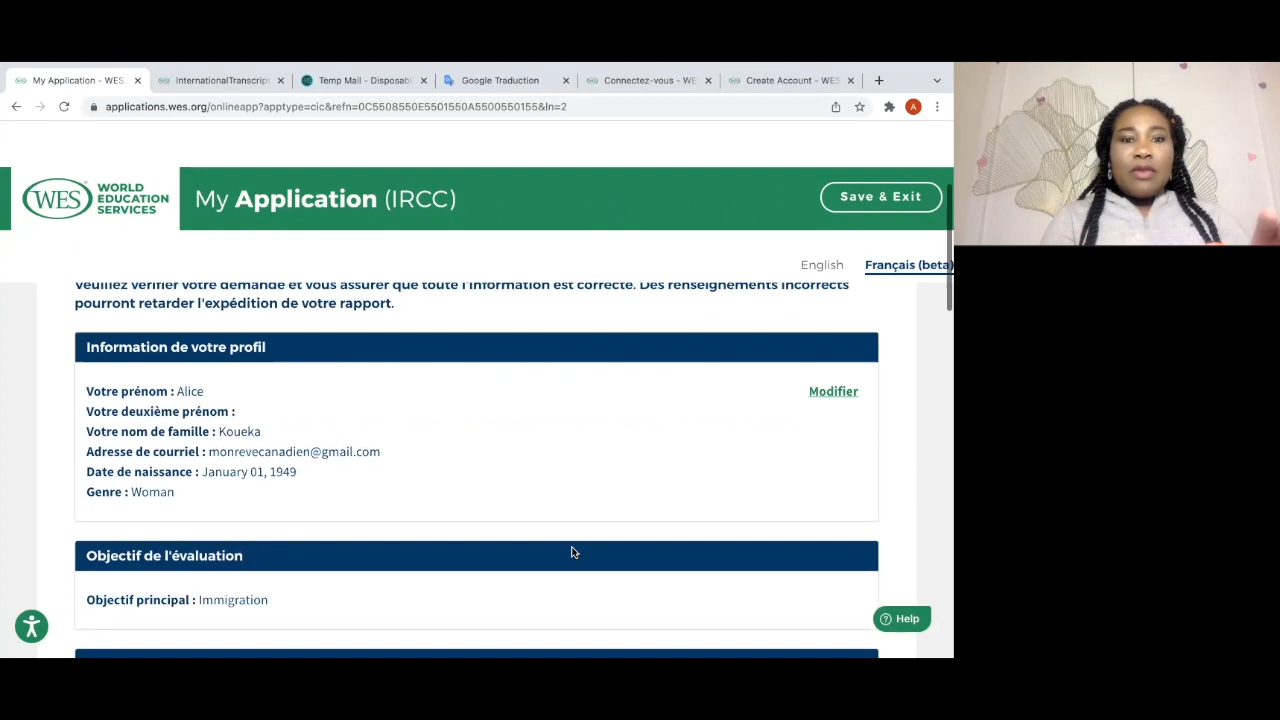 My Application - WES
InternationalTranscript
Temp Mail - Disposab
Google Traduction
Connectez-vous - WE
Create Account - WES
applications.wes.org/onlineapp?apptype=cic&refn=0C5508550E5501550A5500550155&ln=2
A
WES
WORLD
EDUCATION
SERVICES
My Application (IRCC)
Save & Exit
English
Français (beta)
Veuillez vérifier votre demande et vous assurer que toute l'information est correcte. Des renseignements incorrects
pourront retarder l'expédition de votre rapport.
Information de votre profil
Votre prénom : Alice
Modifier
Votre deuxième prénom :
Votre nom de famille : Koueka
Adresse de courriel : monrevecanadien@gmail.com
Date de naissance : January 01, 1949
Genre : Woman
Objectif de l'évaluation
Objectif principal : Immigration
Help